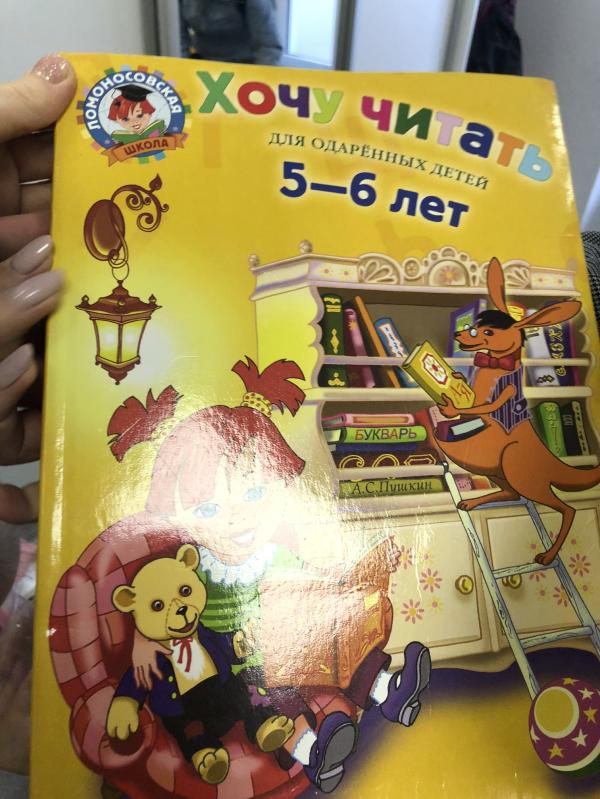 ЛОМОНОСОВСКАЯ
ШКОЛА
Хочу читать
ДЛЯ ОДАРЁННЫХ ДЕТЕЙ
5–6 лет
БУКВАРЬ
А.С.Пушкин